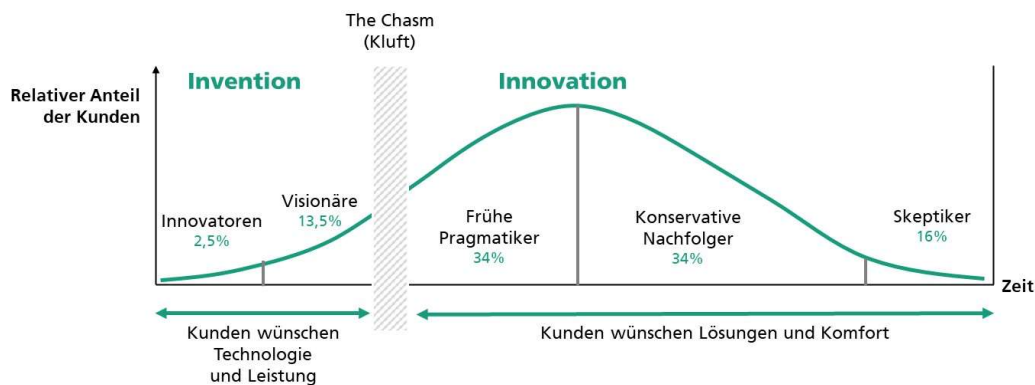 The Chasm
(Kluft)
Invention
Innovation
Relativer Anteil
der Kunden
Innovatoren
2,5%
Visionäre
13,5%
Frühe
Pragmatiker
34%
Konservative
Nachfolger
34%
Skeptiker
16%
Zeit
Kunden wünschen
Technologie
und Leistung
Kunden wünschen Lösungen und Komfort